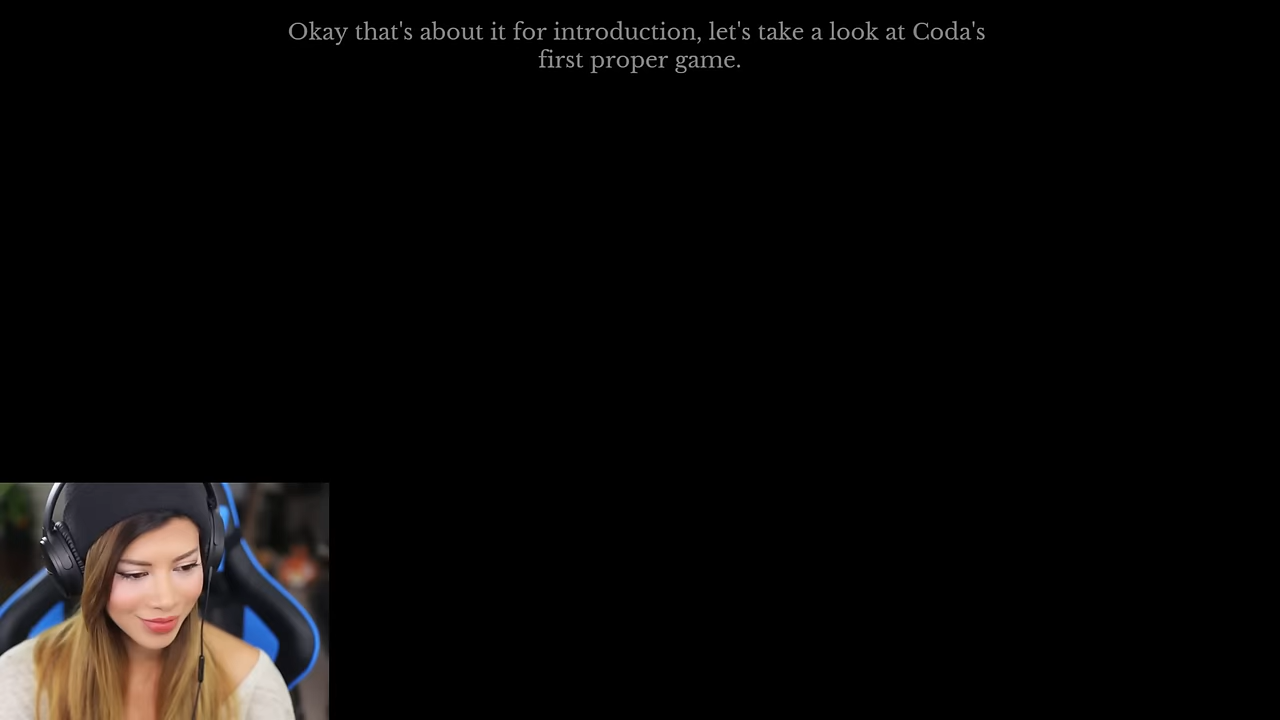 Okay that's about it for introduction, let's take a look at Coda's
first proper game.